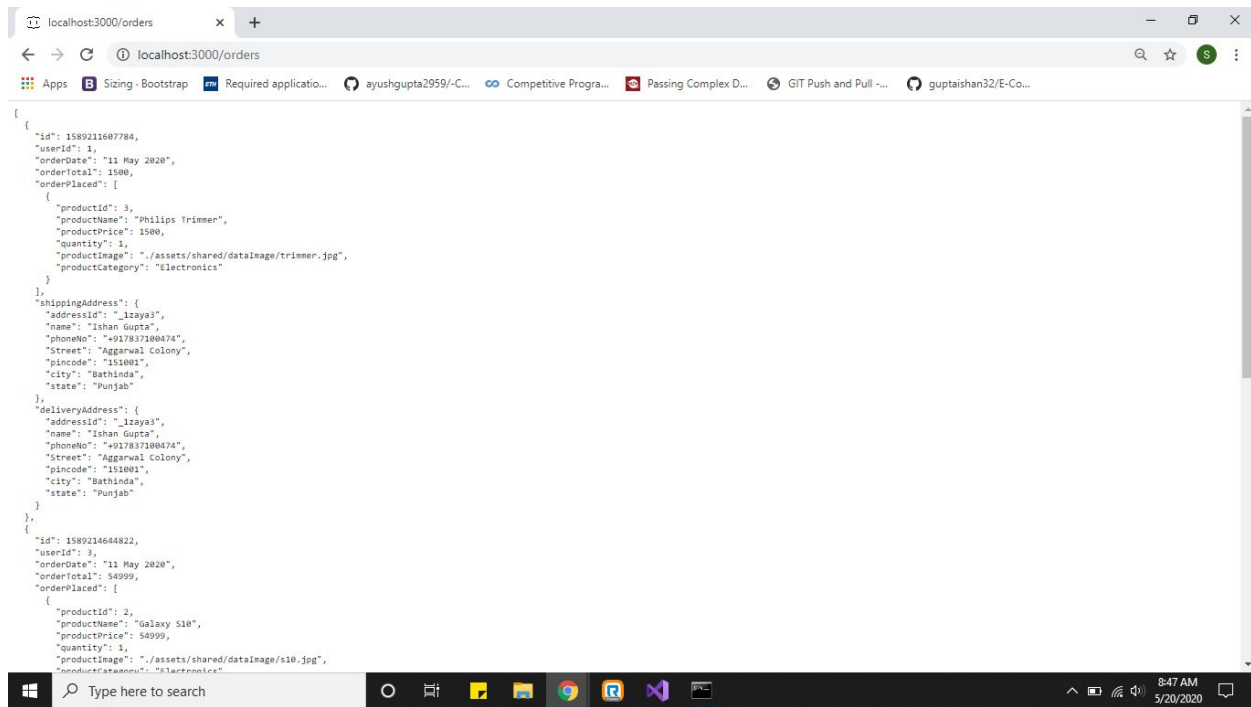 localhost:3000/orders
localhost:3000/orders
S
Apps
B Sizing · Bootstrap
Required applicatio...
ayushgupta2959/-C...
Competitive Progra...
Passing Complex D...
GIT Push and Pull -...
guptaishan32/E-Co...
[
{
"id": 1589211607784,
"userId": 1,
"orderDate": "11 May 2020",
"orderTotal": 1500,
"orderPlaced": [
{
"productId": 3,
"productName": "Philips Trimmer",
"productPrice": 1500,
"quantity": 1,
"productImage": "./assets/shared/dataImage/trimmer.jpg",
"productCategory": "Electronics"
}
],
"shippingAddress": {
"addressId": "_1zaya3",
"name": "Ishan Gupta",
"phoneNo": "+917837100474",
"Street": "Aggarwal Colony",
"pincode": "151001",
"city": "Bathinda",
"state": "Punjab"
},
"deliveryAddress": {
"addressId": "_1zaya3",
"name": "Ishan Gupta",
"phoneNo": "+917837100474",
"Street": "Aggarwal Colony",
"pincode": "151001",
"city": "Bathinda",
"state": "Punjab"
}
},
{
"id": 1589214644822,
"userId": 3,
"orderDate": "11 May 2020",
"orderTotal": 54999,
"orderPlaced": [
{
"productId": 2,
"productName": "Galaxy S10",
"productPrice": 54999,
"quantity": 1,
"productImage": "./assets/shared/dataImage/s10.jpg",
"productCategory": "Electronics"
Type here to search
8:47 AM
5/20/2020